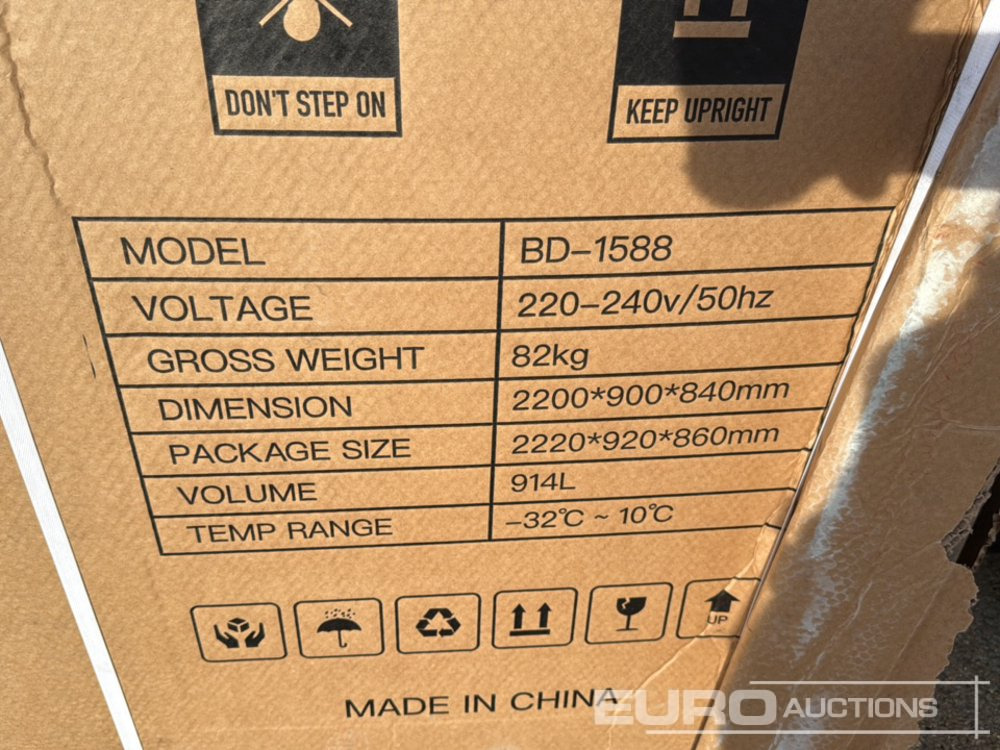 DON'T STEP ON
KEEP UPRIGHT
MODEL BD-1588
VOLTAGE 220-240v/50hz
GROSS WEIGHT 82kg
DIMENSION 2200*900*840mm
PACKAGE SIZE 2220*920*860mm
VOLUME 914L
TEMP RANGE -32℃ ~ 10℃
UP
MADE IN CHINA
EURO AUCTIONS